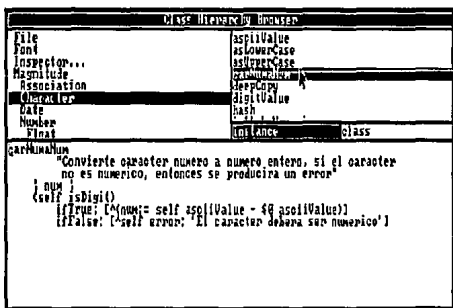 Class Hierarchy Browser
File
Font
Inspector...
Magnitude
Association
Character
Date
Number
Float
asciiValue
asLowerCase
asUpperCase
carNumaNum
deepCopy
digitValue
hash
instance
class
carNumaNum
"Convierte caracter numero a numero entero, si el caracter
no es numerico, entonces se producira un error"
| num |
(self isDigi()
ifTrue: [^(num:= self asciiValue - $0 asciiValue)]
ifFalse: [^self error: 'El caracter debera ser numerico']